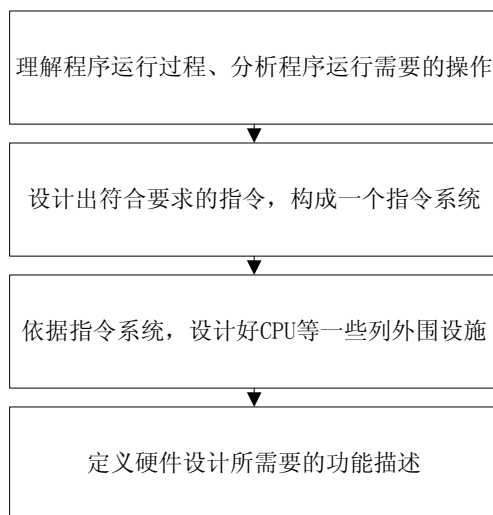 理解程序运行过程、分析程序运行需要的操作
设计出符合要求的指令，构成一个指令系统
依据指令系统，设计好CPU等一些列外围设施
定义硬件设计所需要的功能描述